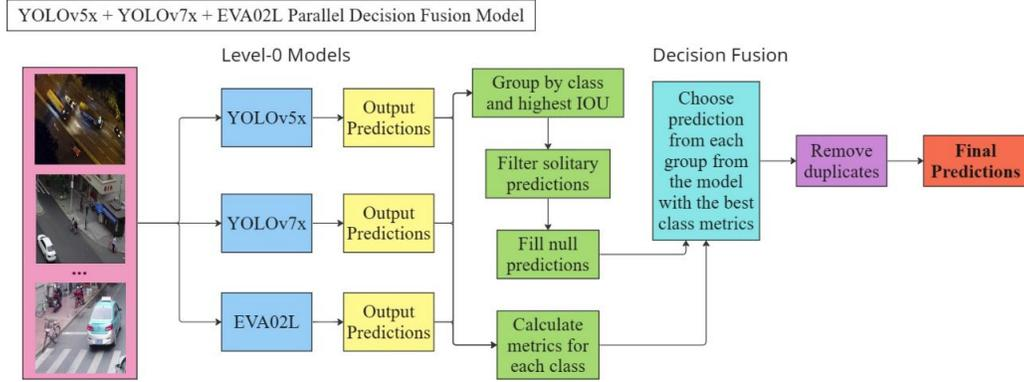 YOLOv5x + YOLOv7x + EVA02L Parallel Decision Fusion Model
Level-0 Models
Decision Fusion
YOLOv5x
Output
Predictions
YOLOv7x
Output
Predictions
EVA02L
Output
Predictions
Group by class
and highest IOU
Filter solitary
predictions
Fill null
predictions
Calculate
metrics for
each class
Choose
prediction
from each
group from
the model
with the best
class metrics
Remove
duplicates
Final
Predictions
...